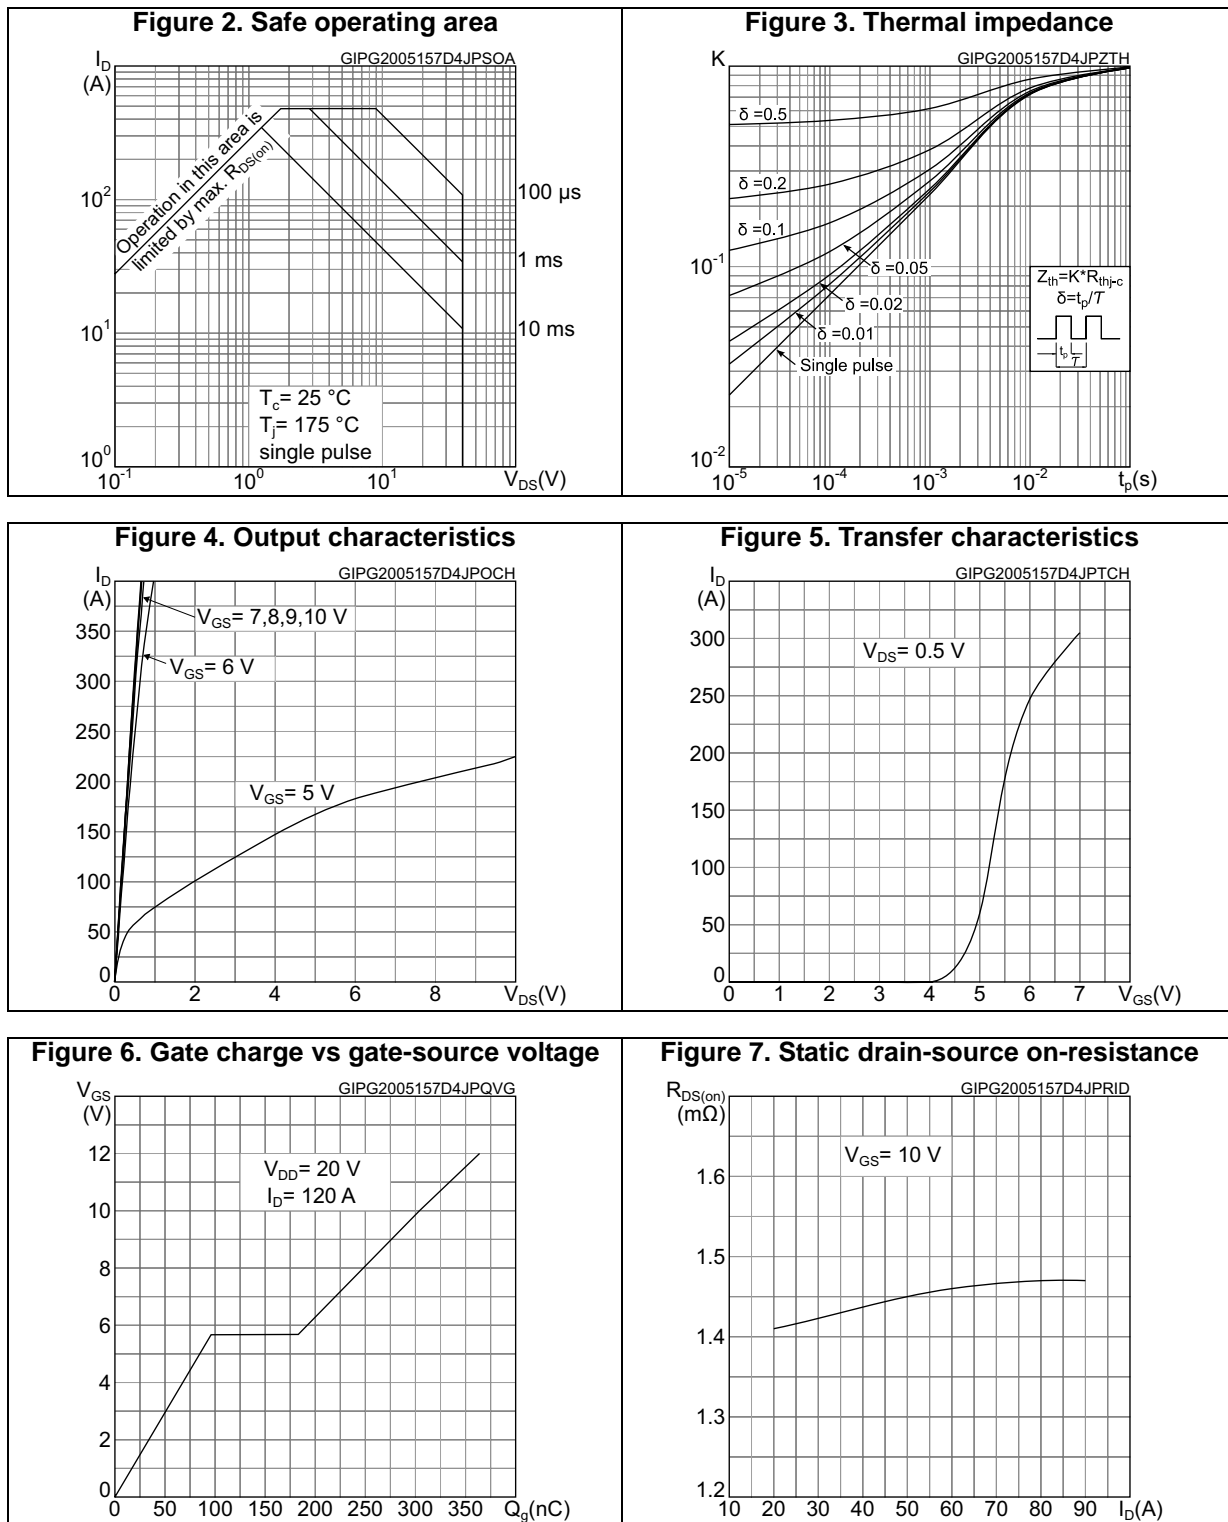 Figure 2. Safe operating area
I_D
(A)
GIPG2005157D4JPSOA
Operation in this area is
limited by max. R_DS(on)
10^2
10^1
10^0
100 µs
1 ms
10 ms
T_c= 25 °C
T_j= 175 °C
single pulse
10^-1
10^0
10^1
V_DS(V)
Figure 3. Thermal impedance
K
GIPG2005157D4JPZTH
δ =0.5
δ =0.2
δ =0.1
δ =0.05
δ =0.02
δ =0.01
Single pulse
Z_th=K*R_thj-c
δ=t_p/Τ
t_p
Τ
10^-1
10^-2
10^-5
10^-4
10^-3
10^-2
t_p(s)
Figure 4. Output characteristics
I_D
(A)
GIPG2005157D4JPOCH
350
300
250
200
150
100
50
0
V_GS= 7,8,9,10 V
V_GS= 6 V
V_GS= 5 V
0 2 4 6 8 V_DS(V)
Figure 5. Transfer characteristics
I_D
(A)
GIPG2005157D4JPTCH
300
250
200
150
100
50
0
V_DS= 0.5 V
0 1 2 3 4 5 6 7 V_GS(V)
Figure 6. Gate charge vs gate-source voltage
V_GS
(V)
GIPG2005157D4JPQVG
12
10
8
6
4
2
0
V_DD= 20 V
I_D= 120 A
0 50 100 150 200 250 300 350 Q_g(nC)
Figure 7. Static drain-source on-resistance
R_DS(on)
(mΩ)
GIPG2005157D4JPRID
1.6
1.5
1.4
1.3
1.2
V_GS= 10 V
10 20 30 40 50 60 70 80 90 I_D(A)